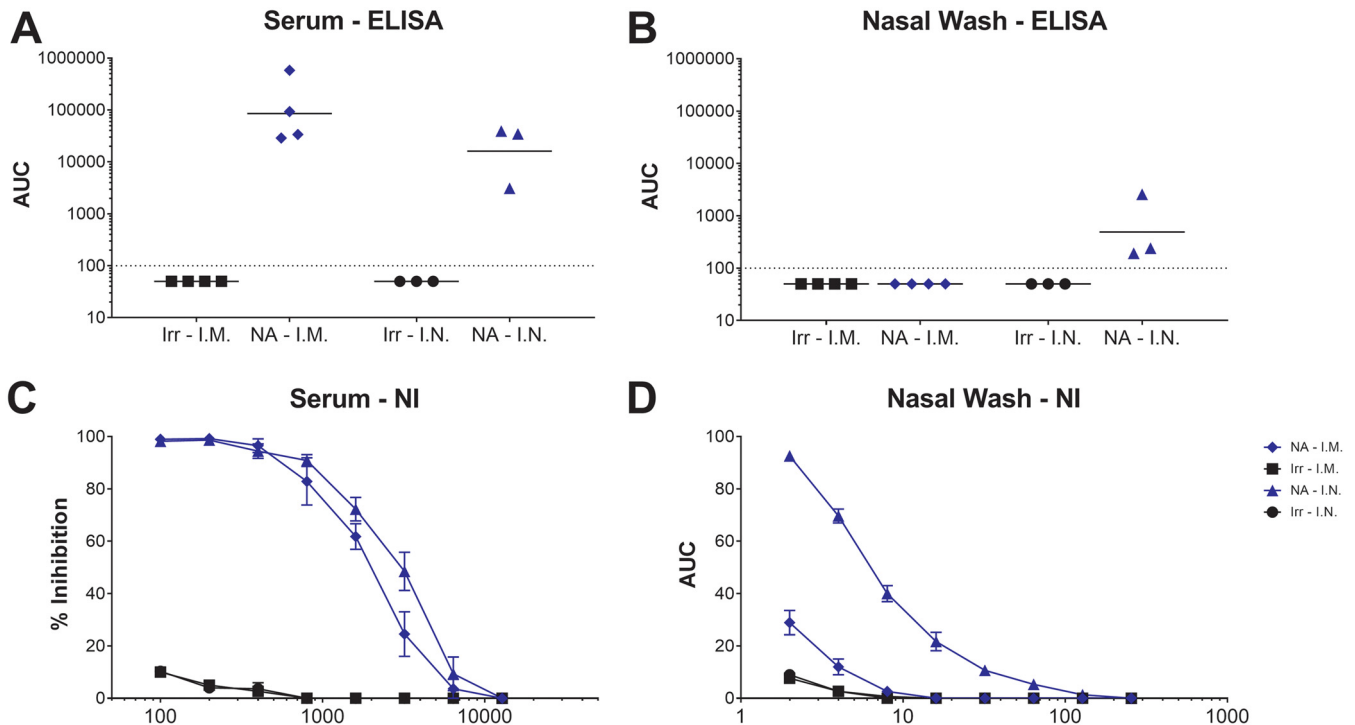 A
Serum - ELISA
AUC
1000000
100000
10000
1000
100
10
Irr - I.M. NA - I.M. Irr - I.N. NA - I.N.
B
Nasal Wash - ELISA
AUC
1000000
100000
10000
1000
100
10
Irr - I.M. NA - I.M. Irr - I.N. NA - I.N.
C
Serum - NI
% Inihibition
100
80
60
40
20
0
100 1000 10000
D
Nasal Wash - NI
AUC
100
80
60
40
20
0
1 10 100 1000
NA - I.M.
Irr - I.M.
NA - I.N.
Irr - I.N.